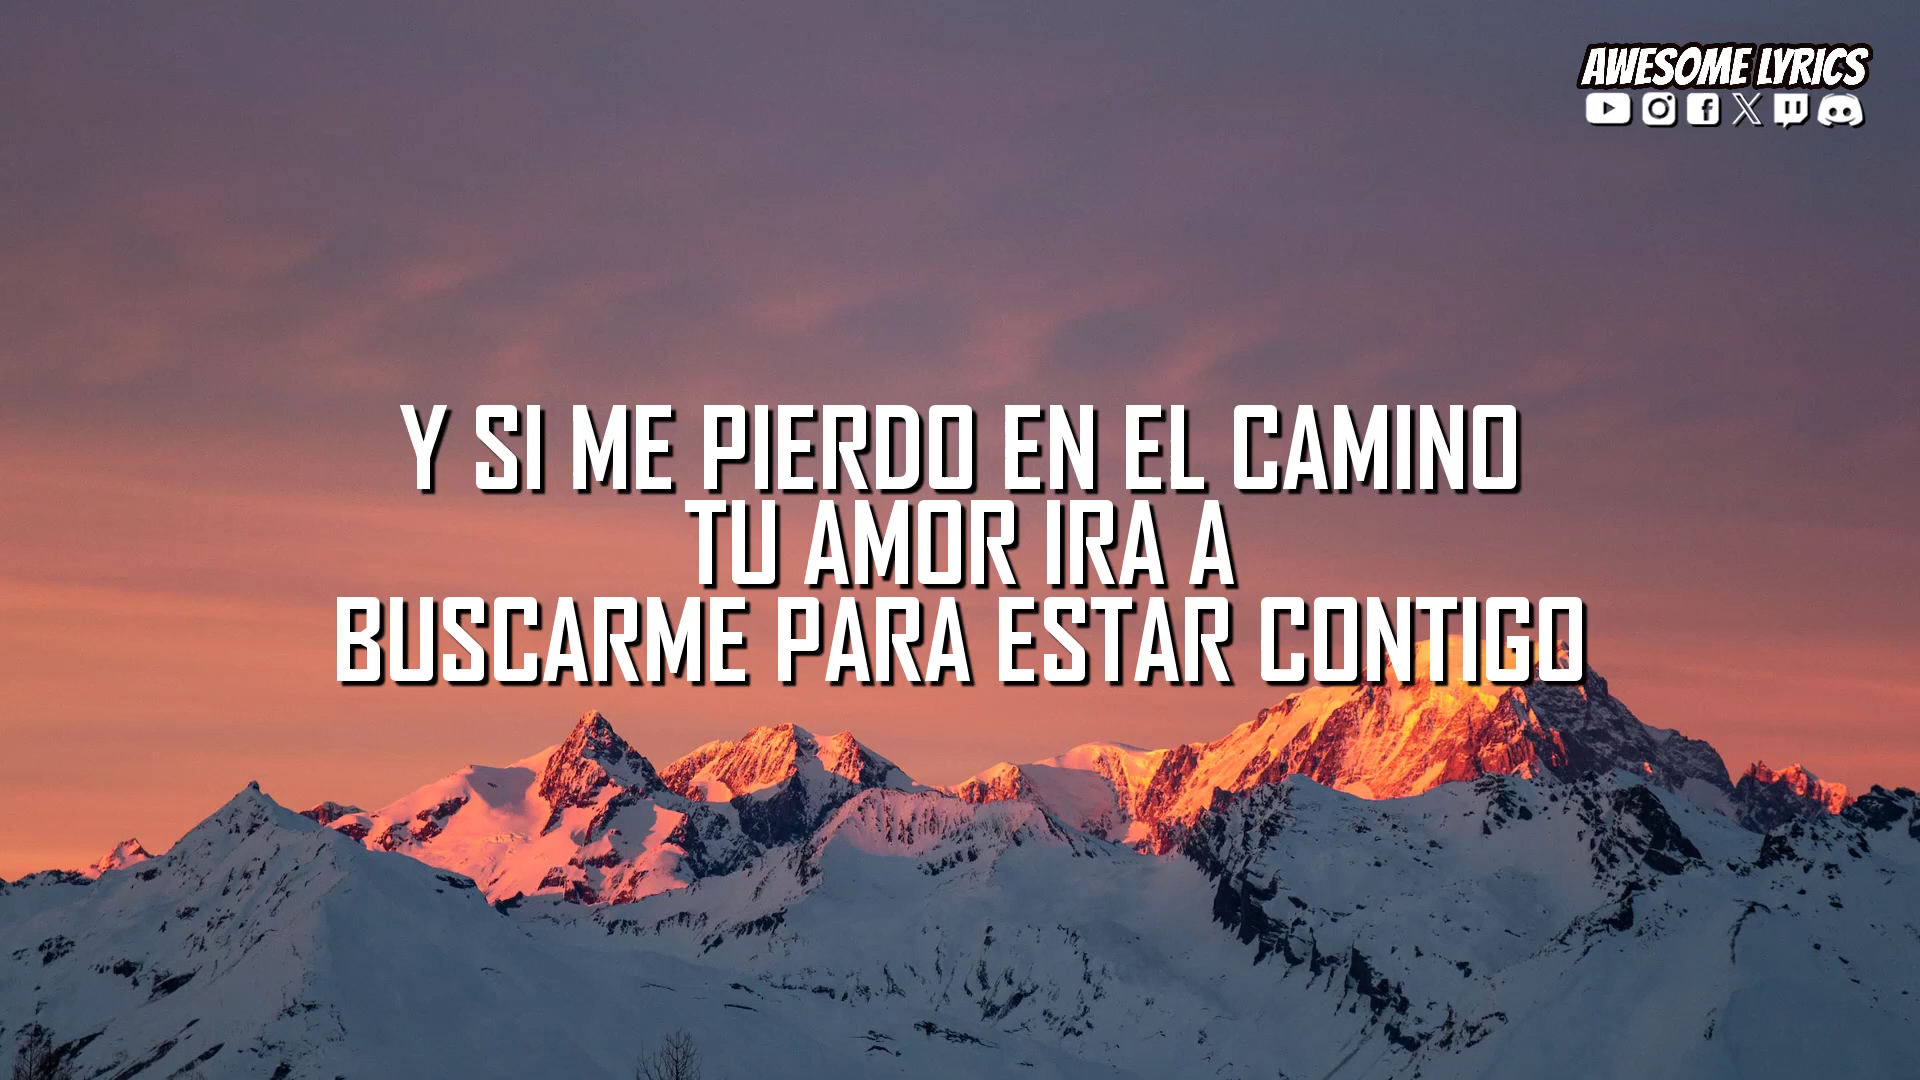 AWESOME LYRICS
Y SI ME PIERDO EN EL CAMINO
TU AMOR IRA A
BUSCARME PARA ESTAR CONTIGO